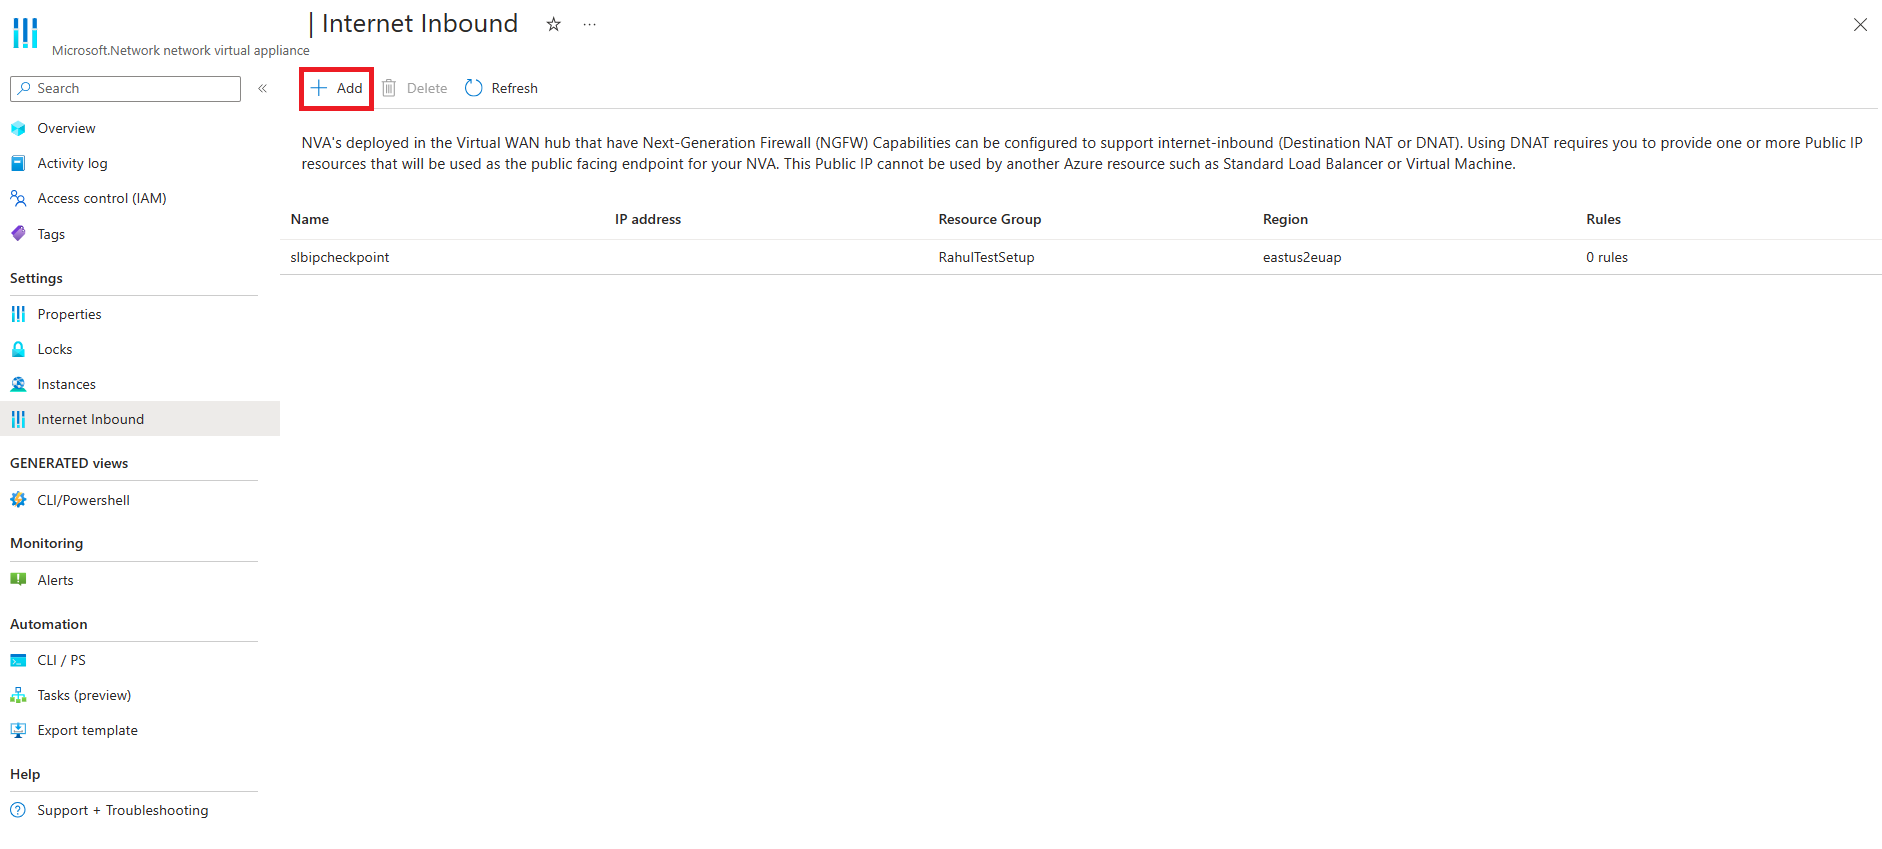 | Internet Inbound
Microsoft.Network network virtual appliance
Search
Add
Delete
Refresh
Overview
Activity log
Access control (IAM)
Tags
Settings
Properties
Locks
Instances
Internet Inbound
GENERATED views
CLI/Powershell
Monitoring
Alerts
Automation
CLI / PS
Tasks (preview)
Export template
Help
Support + Troubleshooting
NVA's deployed in the Virtual WAN hub that have Next-Generation Firewall (NGFW) Capabilities can be configured to support internet-inbound (Destination NAT or DNAT). Using DNAT requires you to provide one or more Public IP
resources that will be used as the public facing endpoint for your NVA. This Public IP cannot be used by another Azure resource such as Standard Load Balancer or Virtual Machine.
Name IP address Resource Group Region Rules
slbipcheckpoint RahulTestSetup eastus2euap 0 rules